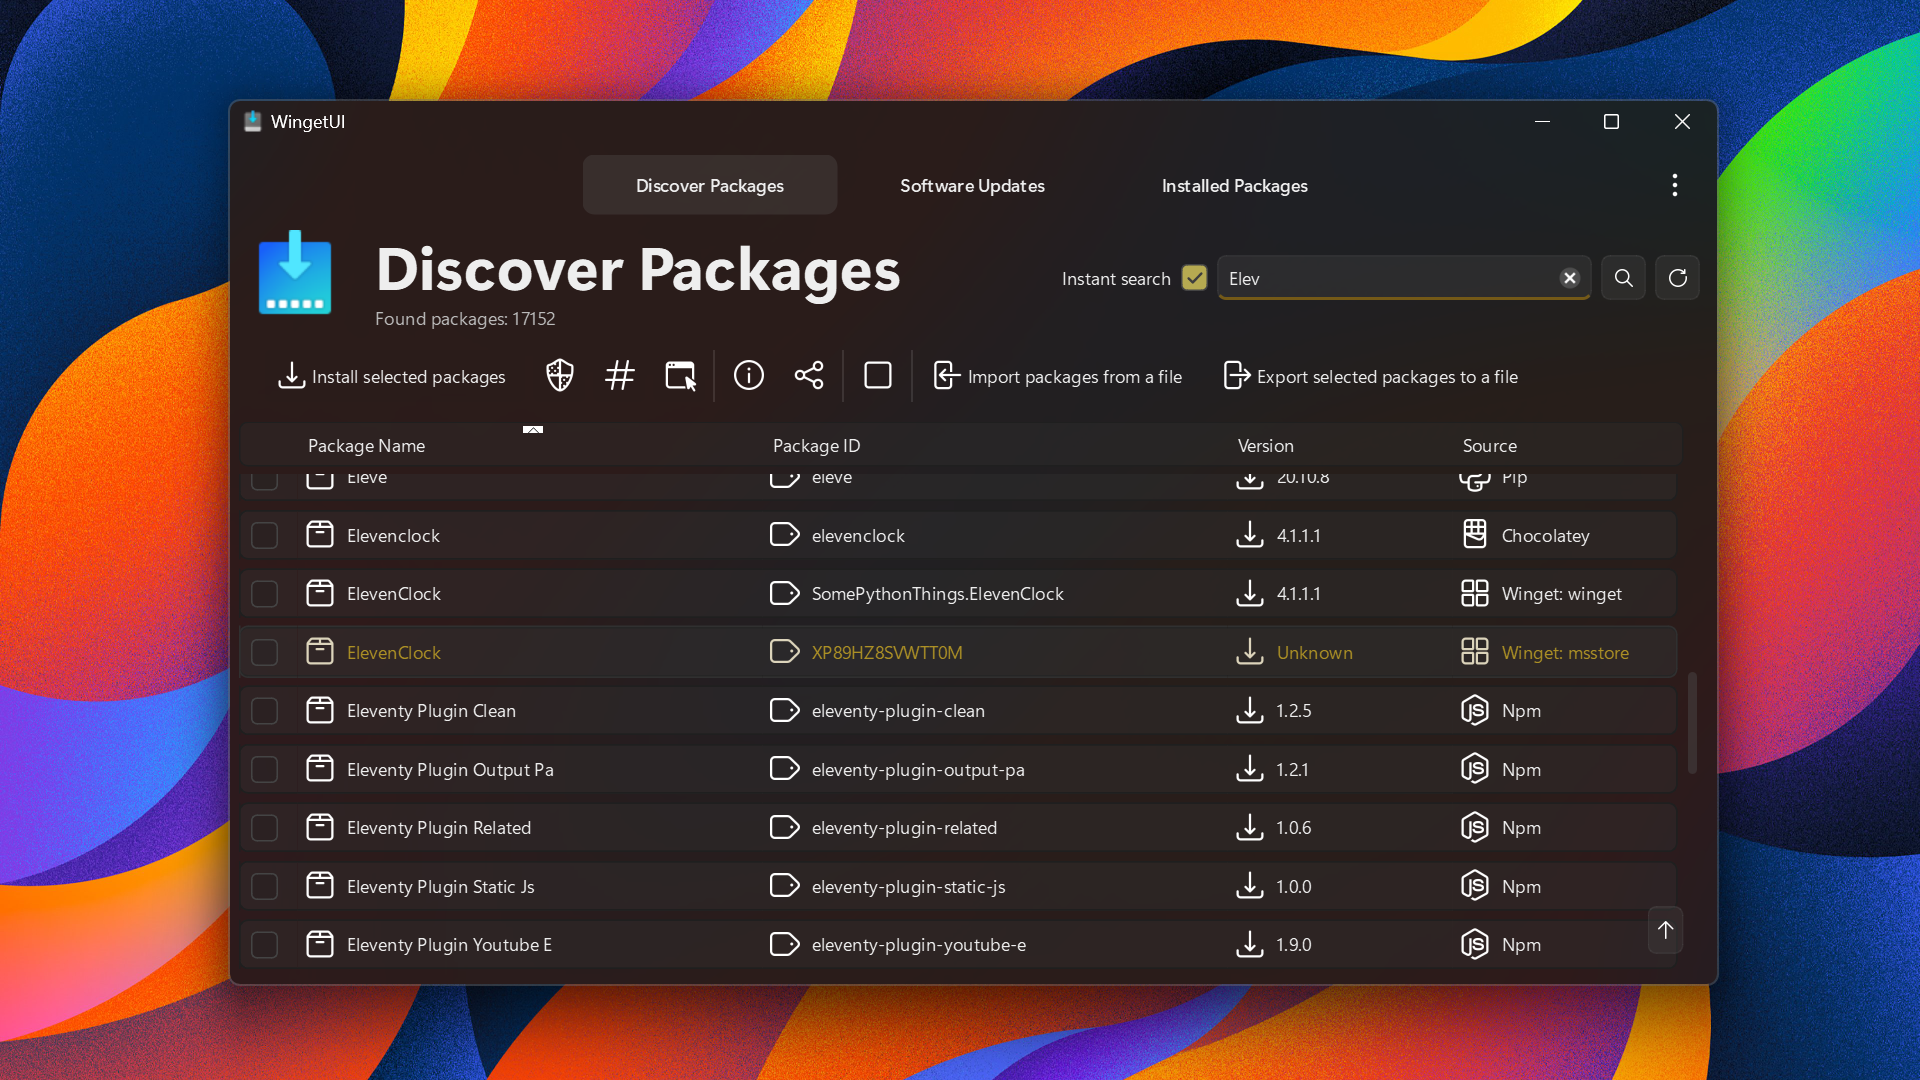 WingetUI
Discover Packages Software Updates Installed Packages
Discover Packages
Instant search Elev
Found packages: 17152
Install selected packages Import packages from a file Export selected packages to a file
Package Name Package ID Version Source
Eleve eleve 20.10.8 Pip
Elevenclock elevenclock 4.1.1.1 Chocolatey
ElevenClock SomePythonThings.ElevenClock 4.1.1.1 Winget: winget
ElevenClock XP89HZ8SVWTT0M Unknown Winget: msstore
Eleventy Plugin Clean eleventy-plugin-clean 1.2.5 Npm
Eleventy Plugin Output Pa eleventy-plugin-output-pa 1.2.1 Npm
Eleventy Plugin Related eleventy-plugin-related 1.0.6 Npm
Eleventy Plugin Static Js eleventy-plugin-static-js 1.0.0 Npm
Eleventy Plugin Youtube E eleventy-plugin-youtube-e 1.9.0 Npm